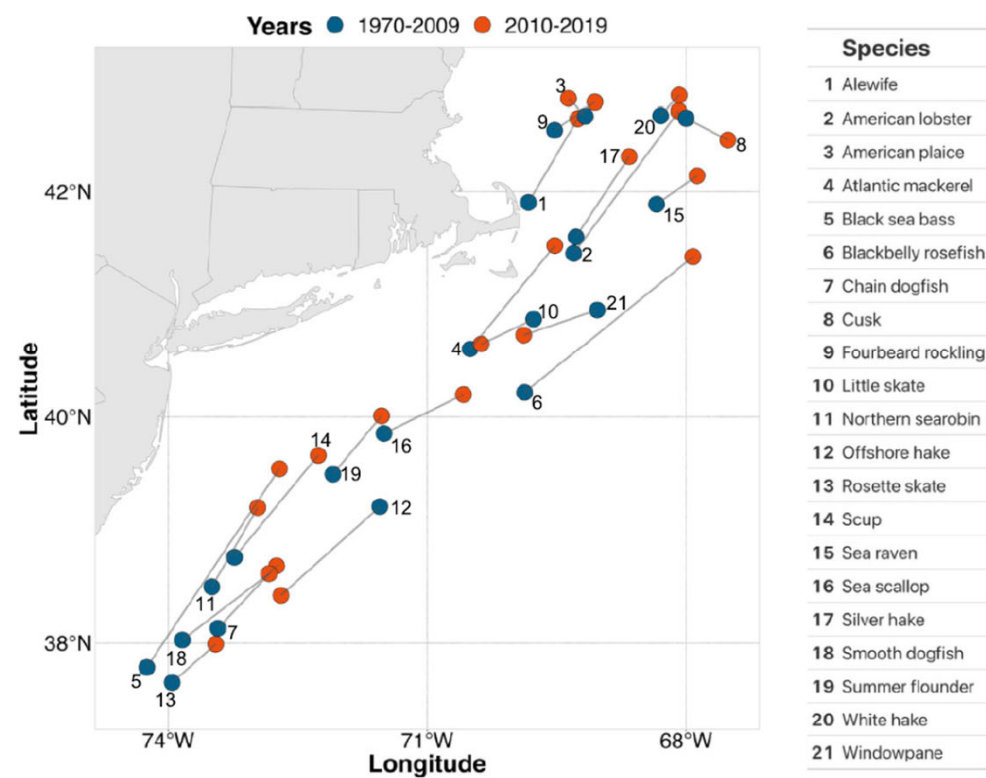 Years 1970-2009 2010-2019
Species
1 Alewife
2 American lobster
3 American plaice
4 Atlantic mackerel
5 Black sea bass
6 Blackbelly rosefish
7 Chain dogfish
8 Cusk
9 Fourbeard rockling
10 Little skate
11 Northern searobin
12 Offshore hake
13 Rosette skate
14 Scup
15 Sea raven
16 Sea scallop
17 Silver hake
18 Smooth dogfish
19 Summer flounder
20 White hake
21 Windowpane
3
9
20
8
17
42°N
1
15
2
10
21
4
6
40°N
14
16
19
12
11
7
38°N
18
5
13
74°W 71°W 68°W
Latitude
Longitude